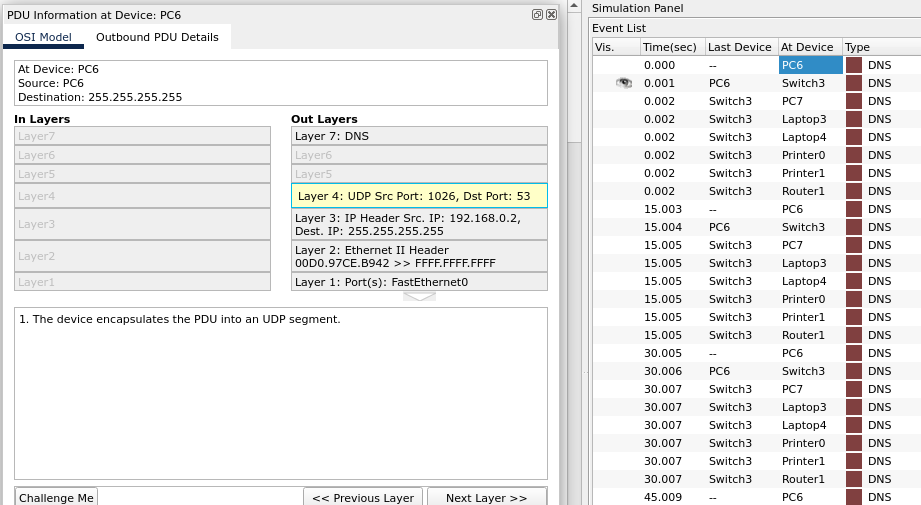 PDU Information at Device: PC6
OSI Model Outbound PDU Details
At Device: PC6
Source: PC6
Destination: 255.255.255.255
In Layers Out Layers
Layer7 Layer 7: DNS
Layer6 Layer6
Layer5 Layer5
Layer4 Layer 4: UDP Src Port: 1026, Dst Port: 53
Layer3 Layer 3: IP Header Src. IP: 192.168.0.2,
Dest. IP: 255.255.255.255
Layer2 Layer 2: Ethernet II Header
00D0.97CE.B942 >> FFFF.FFFF.FFFF
Layer1 Layer 1: Port(s): FastEthernet0
1. The device encapsulates the PDU into an UDP segment.
Challenge Me << Previous Layer Next Layer >>
Simulation Panel
Event List
Vis. Time(sec) Last Device At Device Type
0.000 -- PC6 DNS
0.001 PC6 Switch3 DNS
0.002 Switch3 PC7 DNS
0.002 Switch3 Laptop3 DNS
0.002 Switch3 Laptop4 DNS
0.002 Switch3 Printer0 DNS
0.002 Switch3 Printer1 DNS
0.002 Switch3 Router1 DNS
15.003 -- PC6 DNS
15.004 PC6 Switch3 DNS
15.005 Switch3 PC7 DNS
15.005 Switch3 Laptop3 DNS
15.005 Switch3 Laptop4 DNS
15.005 Switch3 Printer0 DNS
15.005 Switch3 Printer1 DNS
15.005 Switch3 Router1 DNS
30.005 -- PC6 DNS
30.006 PC6 Switch3 DNS
30.007 Switch3 PC7 DNS
30.007 Switch3 Laptop3 DNS
30.007 Switch3 Laptop4 DNS
30.007 Switch3 Printer0 DNS
30.007 Switch3 Printer1 DNS
30.007 Switch3 Router1 DNS
45.009 -- PC6 DNS